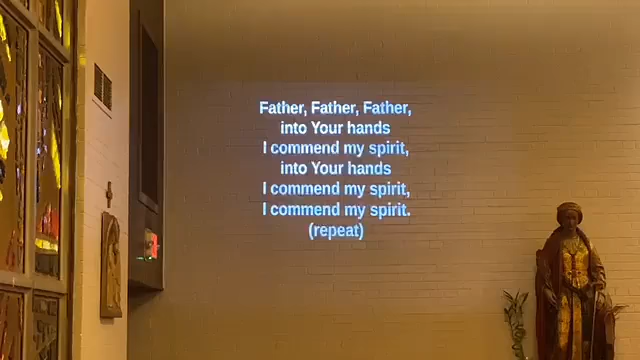 Father, Father, Father,
into Your hands
I commend my spirit,
into Your hands
I commend my spirit,
I commend my spirit.
(repeat)